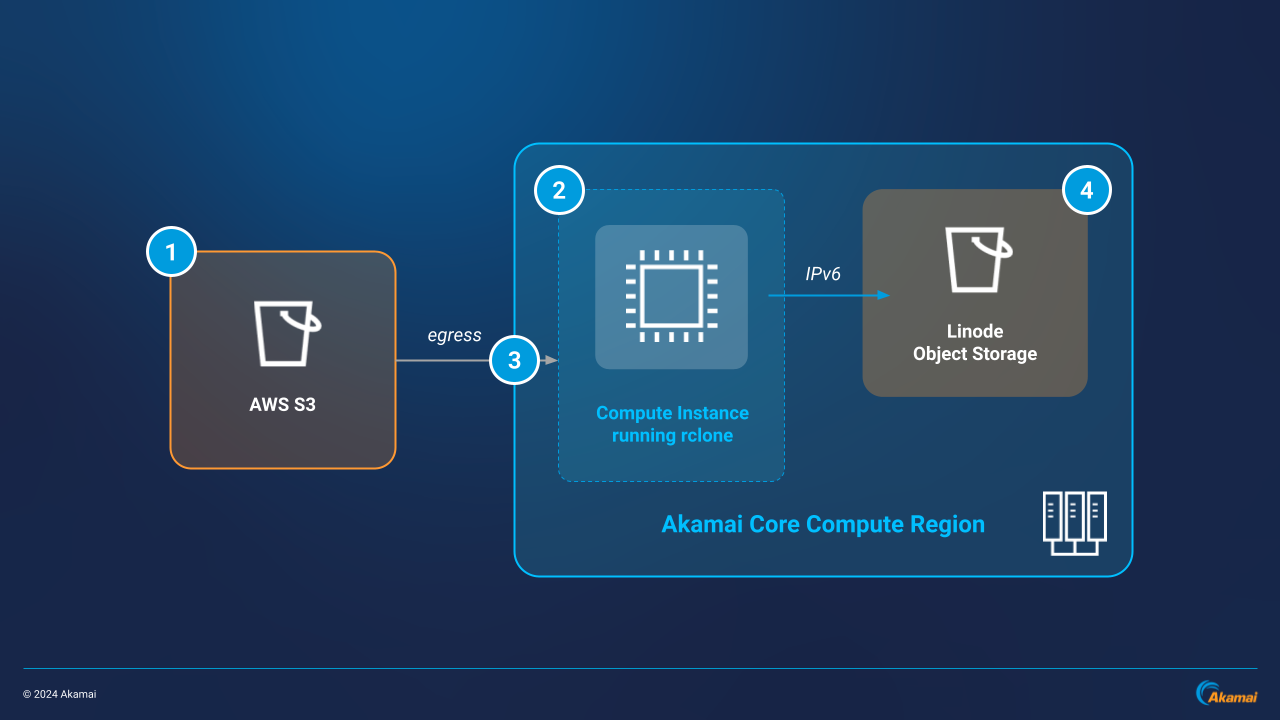 1
AWS S3
egress
3
2
Compute Instance
running rclone
IPv6
4
Linode
Object Storage
Akamai Core Compute Region
© 2024 Akamai
Akamai